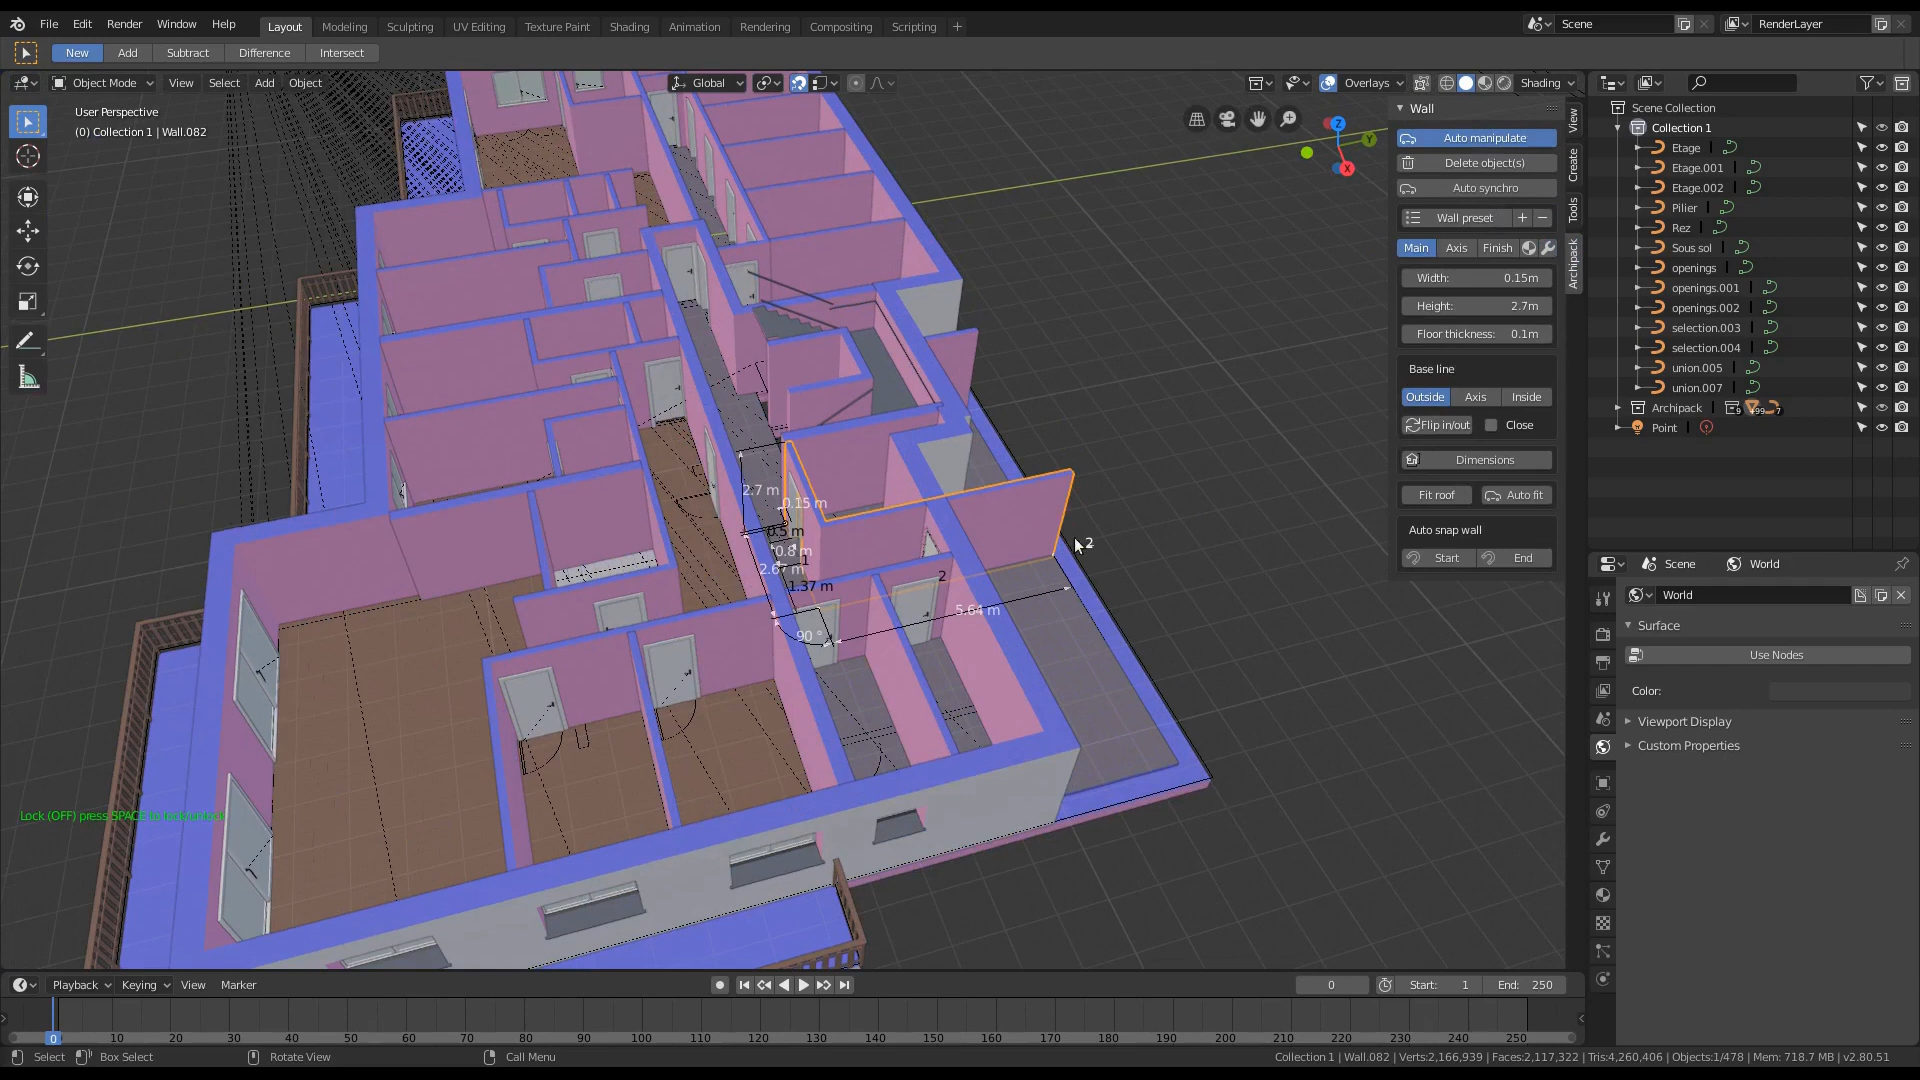 File Edit Render Window Help Layout Modeling Sculpting UV Editing Texture Paint Shading Animation Rendering Compositing Scripting + Scene RenderLayer
New Add Subtract Difference Intersect
Object Mode View Select Add Object Global Overlays Shading
User Perspective
(0) Collection 1 | Wall.082
Wall
Auto manipulate
Delete object(s)
Auto synchro
Wall preset
Main Axis Finish
Width: 0.15m
Height: 2.7m
Floor thickness: 0.1m
Base line
Outside Axis Inside
Flip in/out Close
Dimensions
Fit roof Auto fit
Auto snap wall
Start End
View
Create
Tools
Archipack
Z
Y
X
Scene Collection
Collection 1
Etage
Etage.001
Etage.002
Pilier
Rez
Sous sol
openings
openings.001
openings.002
selection.003
selection.004
union.005
union.007
Archipack 9 +99 7
Point
Scene World
World
Surface
Use Nodes
Color:
Viewport Display
Custom Properties
2.7 m
0.15 m
0.5 m
0.8 m
1
2.67 m
1.37 m
2
5.64 m
90 °
2
Lock (OFF) press SPACE to lock/unlock
Playback Keying View Marker 0 Start: 1 End: 250
0 10 20 30 40 50 60 70 80 90 100 110 120 130 140 150 160 170 180 190 200 210 220 230 240 250
Select Box Select Rotate View Call Menu Collection 1 | Wall.082 | Verts:2,166,939 | Faces:2,117,322 | Tris:4,260,406 | Objects:1/478 | Mem: 718.7 MB | v2.80.51